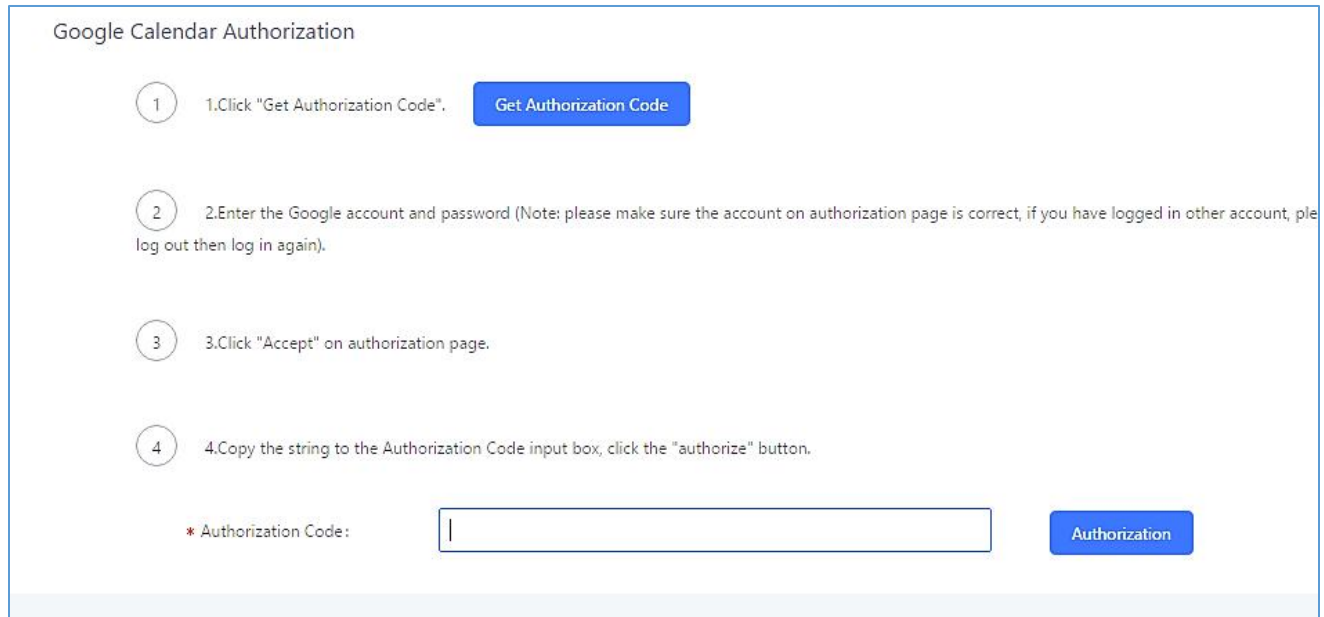 Google Calendar Authorization
1 1.Click "Get Authorization Code". Get Authorization Code
2 2.Enter the Google account and password (Note: please make sure the account on authorization page is correct, if you have logged in other account, ple
log out then log in again).
3 3.Click "Accept" on authorization page.
4 4.Copy the string to the Authorization Code input box, click the "authorize" button.
* Authorization Code: Authorization